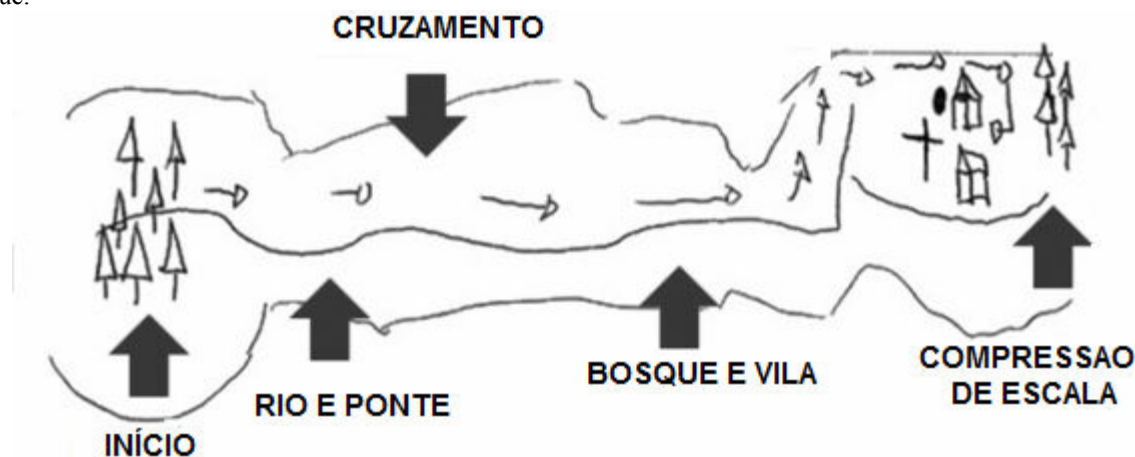 CRUZAMENTO
INÍCIO
RIO E PONTE
BOSQUE E VILA
COMPRESSAO
DE ESCALA